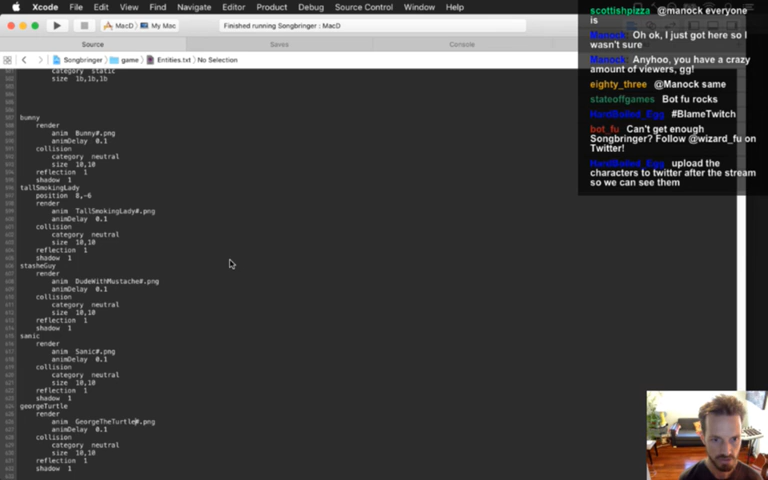 Xcode File Edit View Find Navigate Editor Product Debug Source Control Window Help
MacD My Mac
Finished running Songbringer : MacD
Source Saves Console
Songbringer game Entities.txt No Selection
category static
size 1b,1b,1b
bunny
render
anim Bunny#.png
animDelay 0.1
collision
category neutral
size 10,10
reflection 1
shadow 1
tallSmokingLady
position 8,-6
render
anim TallSmokingLady#.png
animDelay 0.1
collision
category neutral
size 10,10
reflection 1
shadow 1
stasheGuy
render
anim DudeWithMustache#.png
animDelay 0.1
collision
category neutral
size 10,10
reflection 1
shadow 1
sanic
render
anim Sanic#.png
animDelay 0.1
collision
category neutral
size 10,10
reflection 1
shadow 1
georgeTurtle
render
anim GeorgeTheTurtle#.png
animDelay 0.1
collision
category neutral
size 10,10
reflection 1
shadow 1
scottishpizza @manock everyone
is
Manock: Oh ok, I just got here so I
wasn't sure
Manock: Anyhoo, you have a crazy
amount of viewers, gg!
eighty_three @Manock same
stateofgames Bot fu rocks
HardBoiled_Egg #BlameTwitch
bot_fu Can't get enough
Songbringer? Follow @wizard_fu on
Twitter!
HardBoiled_Egg upload the
characters to twitter after the stream
so we can see them